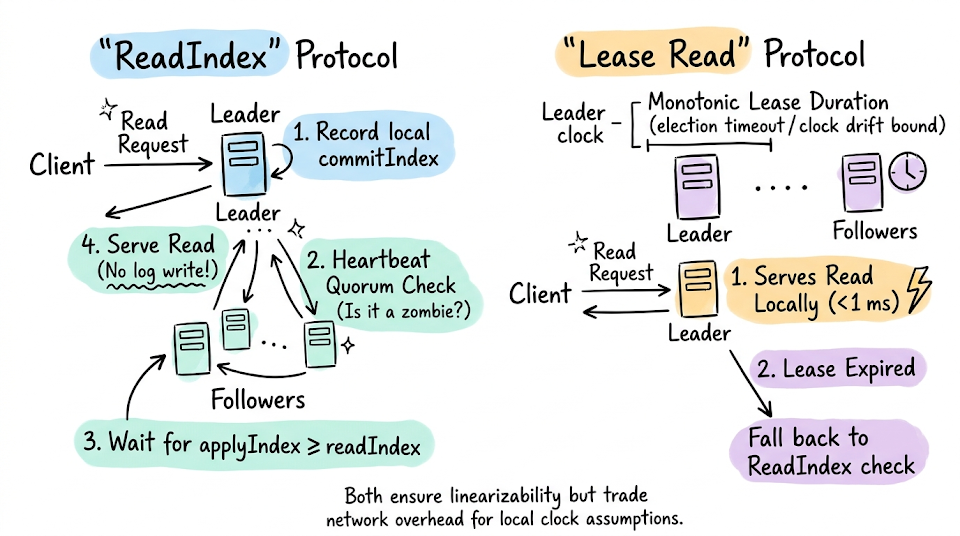 "ReadIndex" Protocol
Client
Read
Request
Leader
1. Record local
commitIndex
Leader
...
4. Serve Read
(No log write!)
2. Heartbeat
Quorum Check
(Is it a zombie?)
...
Followers
3. Wait for applyIndex ≥ readIndex
"Lease Read" Protocol
Leader
clock
Monotonic Lease Duration
(election timeout / clock drift bound)
....
Leader
Followers
Client
Read
Request
Leader
1. Serves Read
Locally (<1 ms)
2. Lease Expired
Fall back to
ReadIndex check
Both ensure linearizability but trade
network overhead for local clock assumptions.